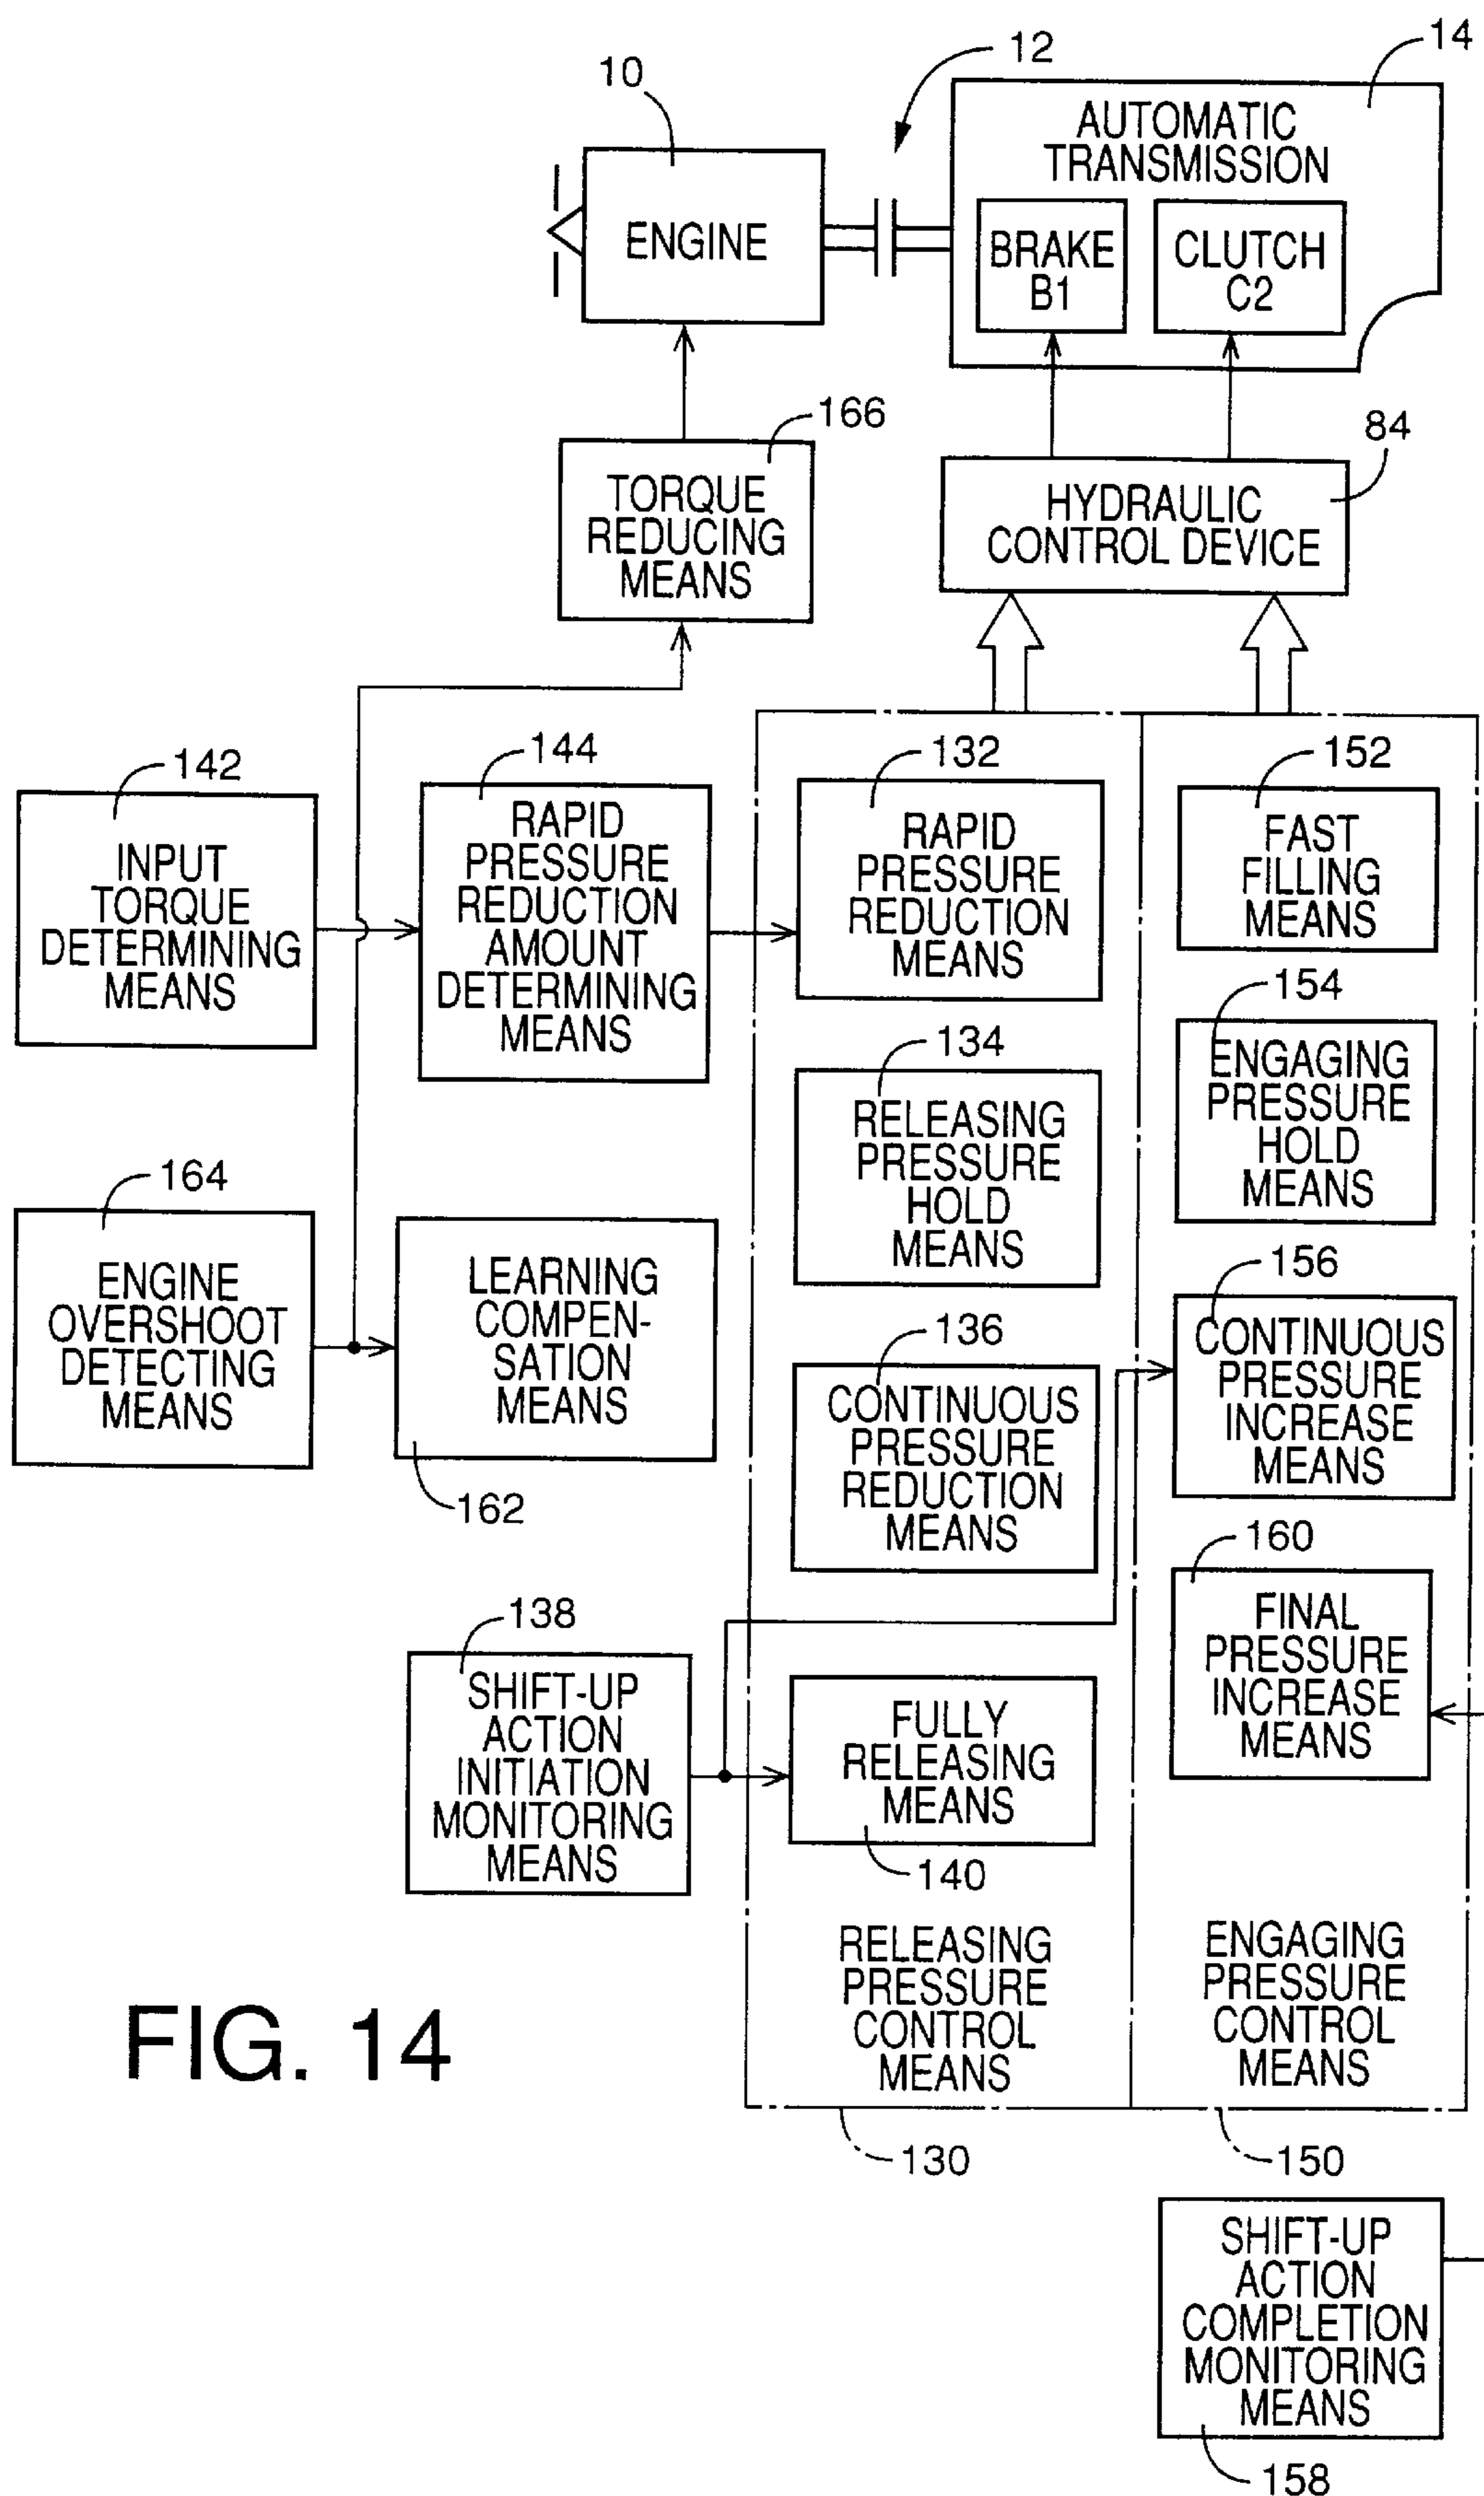 12
14
10
AUTOMATIC
TRANSMISSION
ENGINE
BRAKE
B1
CLUTCH
C2
166
84
TORQUE
REDUCING
MEANS
HYDRAULIC
CONTROL DEVICE
142
144
132
152
INPUT
TORQUE
DETERMINING
MEANS
RAPID
PRESSURE
REDUCTION
AMOUNT
DETERMINING
MEANS
RAPID
PRESSURE
REDUCTION
MEANS
FAST
FILLING
MEANS
134
154
RELEASING
PRESSURE
HOLD
MEANS
ENGAGING
PRESSURE
HOLD
MEANS
164
ENGINE
OVERSHOOT
DETECTING
MEANS
LEARNING
COMPEN-
SATION
MEANS
162
136
156
CONTINUOUS
PRESSURE
REDUCTION
MEANS
CONTINUOUS
PRESSURE
INCREASE
MEANS
138
160
SHIFT-UP
ACTION
INITIATION
MONITORING
MEANS
FULLY
RELEASING
MEANS
140
FINAL
PRESSURE
INCREASE
MEANS
RELEASING
PRESSURE
CONTROL
MEANS
ENGAGING
PRESSURE
CONTROL
MEANS
FIG. 14
130
150
SHIFT-UP
ACTION
COMPLETION
MONITORING
MEANS
158